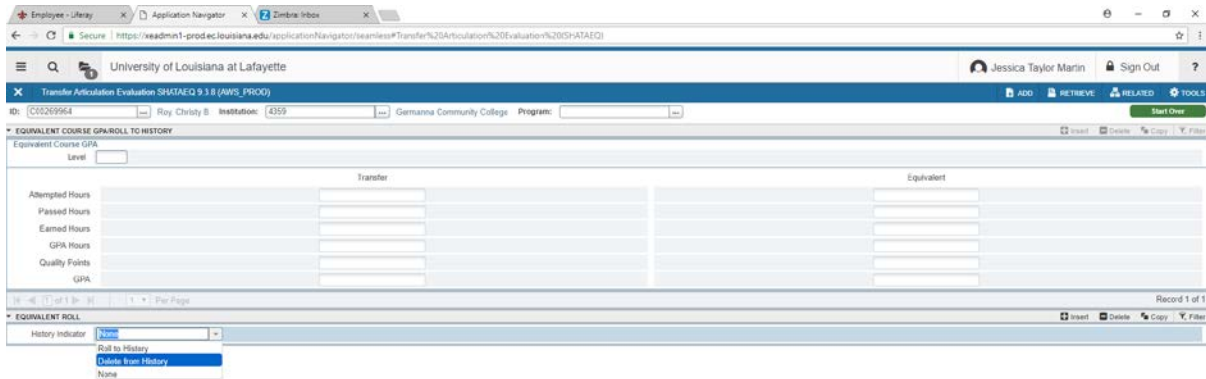 Employee - Liferay
Application Navigator
Zimbra: Inbox
Secure https://xeadmin1-prod.ec.louisiana.edu/applicationNavigator/seamless#Transfer%20Articulation%20Evaluation%20(SHATAEQ)
1 University of Louisiana at Lafayette Jessica Taylor Martin Sign Out ?
X Transfer Articulation Evaluation SHATAEQ 9.3.8 (AWS_PROD) ADD RETRIEVE RELATED TOOLS
ID: C00269964 ... Roy, Christy B Institution: 4359 ... Germanna Community College Program: ... Start Over
EQUIVALENT COURSE GPA/ROLL TO HISTORY Insert Delete Copy Filter
Equivalent Course GPA
Level
Transfer Equivalent
Attempted Hours
Passed Hours
Earned Hours
GPA Hours
Quality Points
GPA
1 of 1 1 Per Page Record 1 of 1
EQUIVALENT ROLL Insert Delete Copy Filter
History Indicator None
Roll to History
Delete from History
None